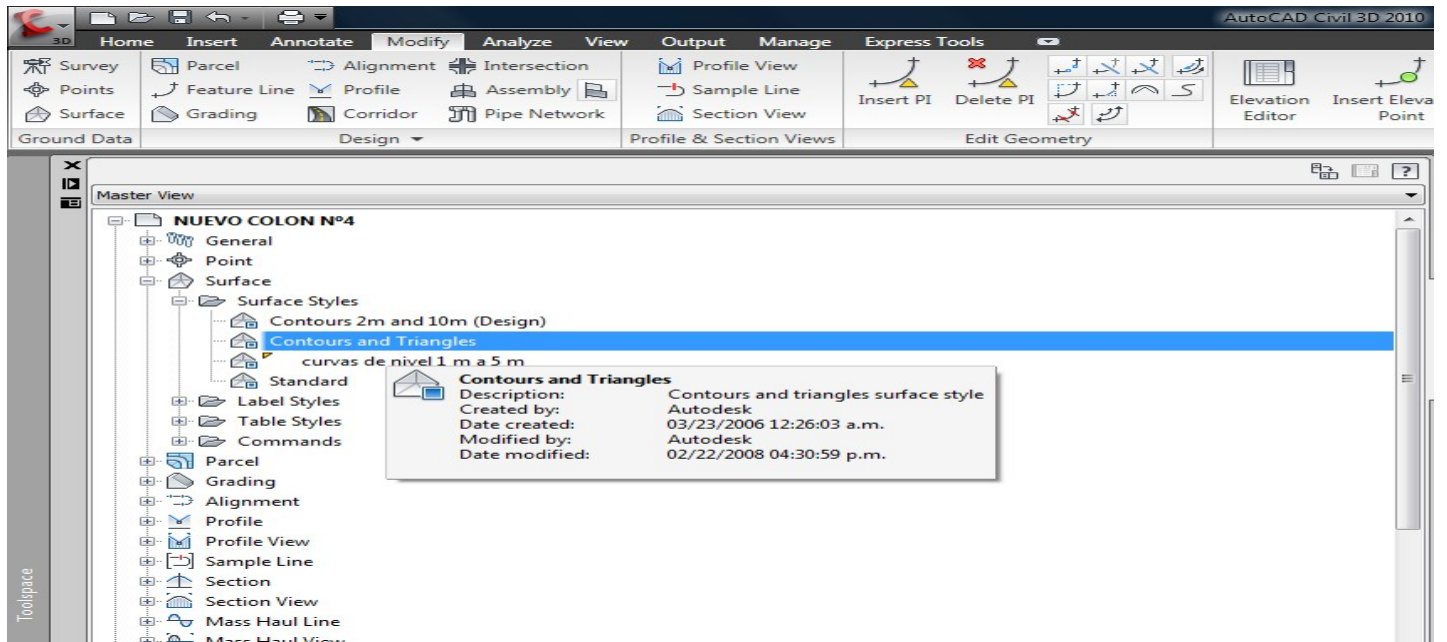 AutoCAD Civil 3D 2010
3D
Home Insert Annotate Modify Analyze View Output Manage Express Tools
Survey Parcel Alignment Intersection Profile View
Points Feature Line Profile Assembly Sample Line
Surface Grading Corridor Pipe Network Section View
Insert PI Delete PI
Elevation Editor
Insert Eleva
Point
Ground Data Design Profile & Section Views Edit Geometry
Master View
NUEVO COLON Nº4
General
Point
Surface
Surface Styles
Contours 2m and 10m (Design)
Contours and Triangles
curvas de nivel 1 m a 5 m
Standard
Label Styles
Table Styles
Commands
Contours and Triangles
Description: Contours and triangles surface style
Created by: Autodesk
Date created: 03/23/2006 12:26:03 a.m.
Modified by: Autodesk
Date modified: 02/22/2008 04:30:59 p.m.
Parcel
Grading
Alignment
Profile
Profile View
Sample Line
Section
Section View
Mass Haul Line
Mass Haul View
Toolspace